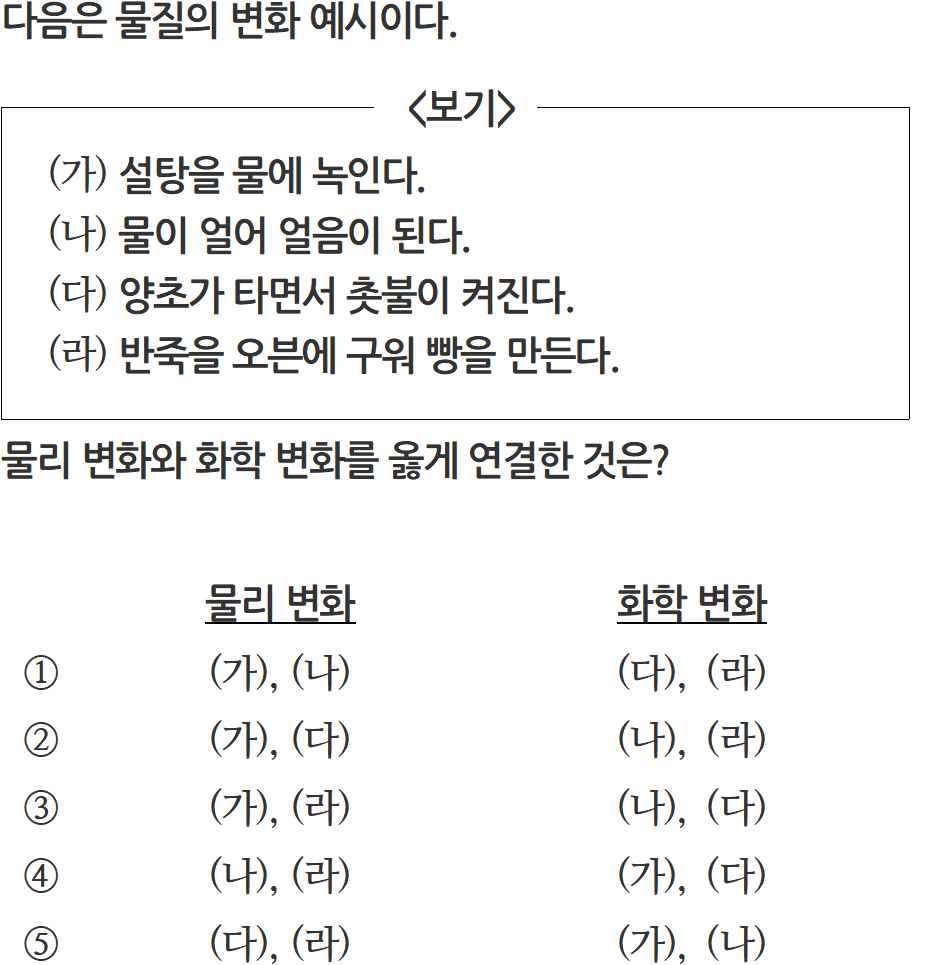 다음은 물질의 변화 예시이다.
<보기>
(가) 설탕을 물에 녹인다.
(나) 물이 얼어 얼음이 된다.
(다) 양초가 타면서 촛불이 켜진다.
(라) 반죽을 오븐에 구워 빵을 만든다.
물리 변화와 화학 변화를 옳게 연결한 것은?
물리 변화 화학 변화
① (가), (나) (다), (라)
② (가), (다) (나), (라)
③ (가), (라) (나), (다)
④ (나), (라) (가), (다)
⑤ (다), (라) (가), (나)